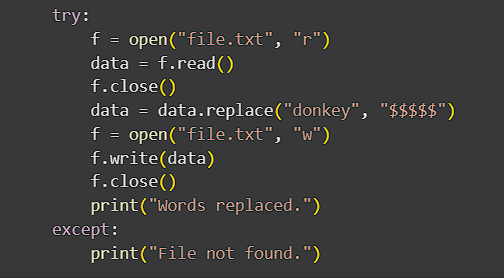 try:
    f = open("file.txt", "r")
    data = f.read()
    f.close()
    data = data.replace("donkey", "$$$$$")
    f = open("file.txt", "w")
    f.write(data)
    f.close()
    print("Words replaced.")
except:
    print("File not found.")